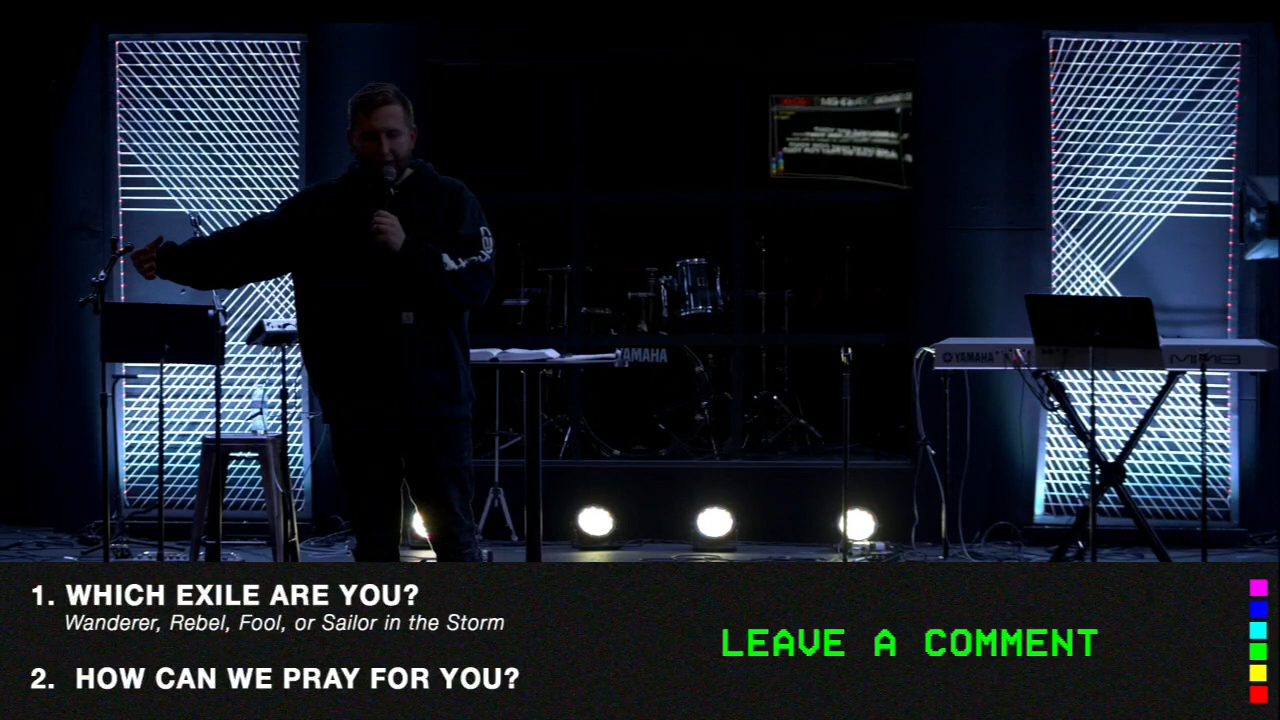 YAMAHA
YAMAHA
MM8
1. WHICH EXILE ARE YOU?
Wanderer, Rebel, Fool, or Sailor in the Storm
LEAVE A COMMENT
2. HOW CAN WE PRAY FOR YOU?